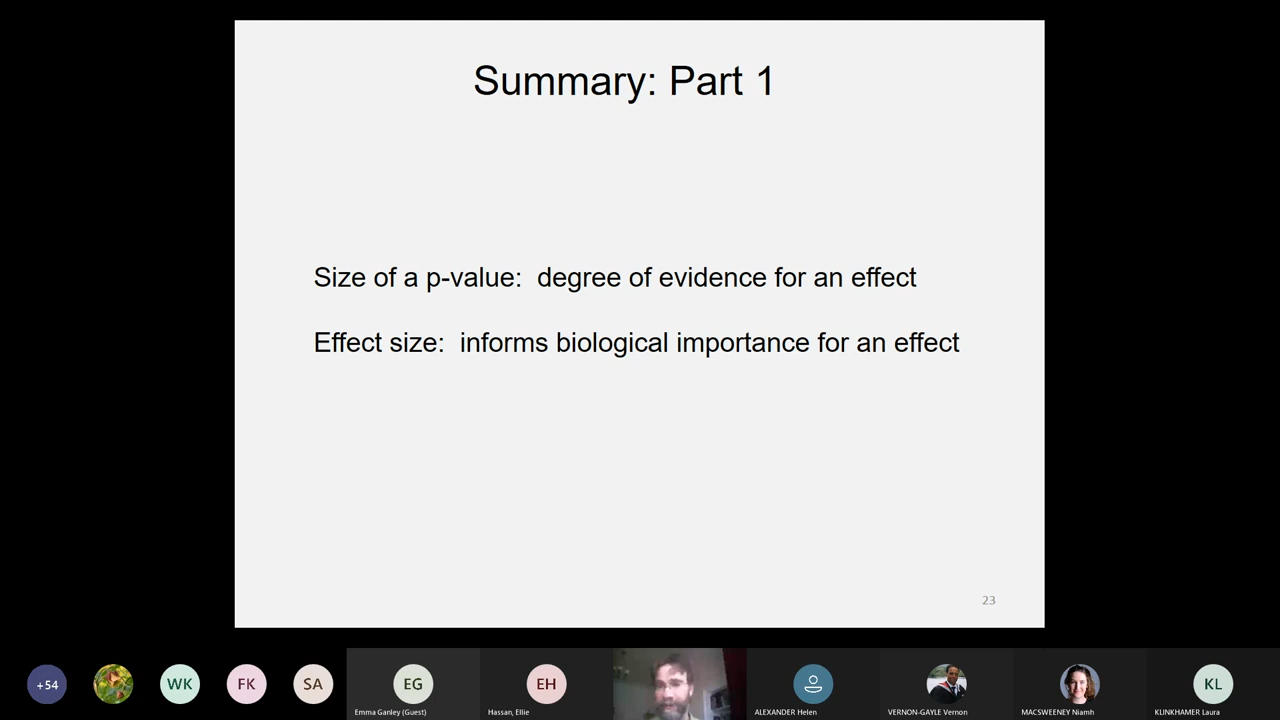 Summary: Part 1
Size of a p-value: degree of evidence for an effect
Effect size: informs biological importance for an effect
23
+54
WK
FK
SA
EG
Emma Ganley (Guest)
EH
Hassan, Ellie
ALEXANDER Helen
VERNON-GAYLE Vernon
MACSWEENEY Niamh
KL
KLINKHAMER Laura